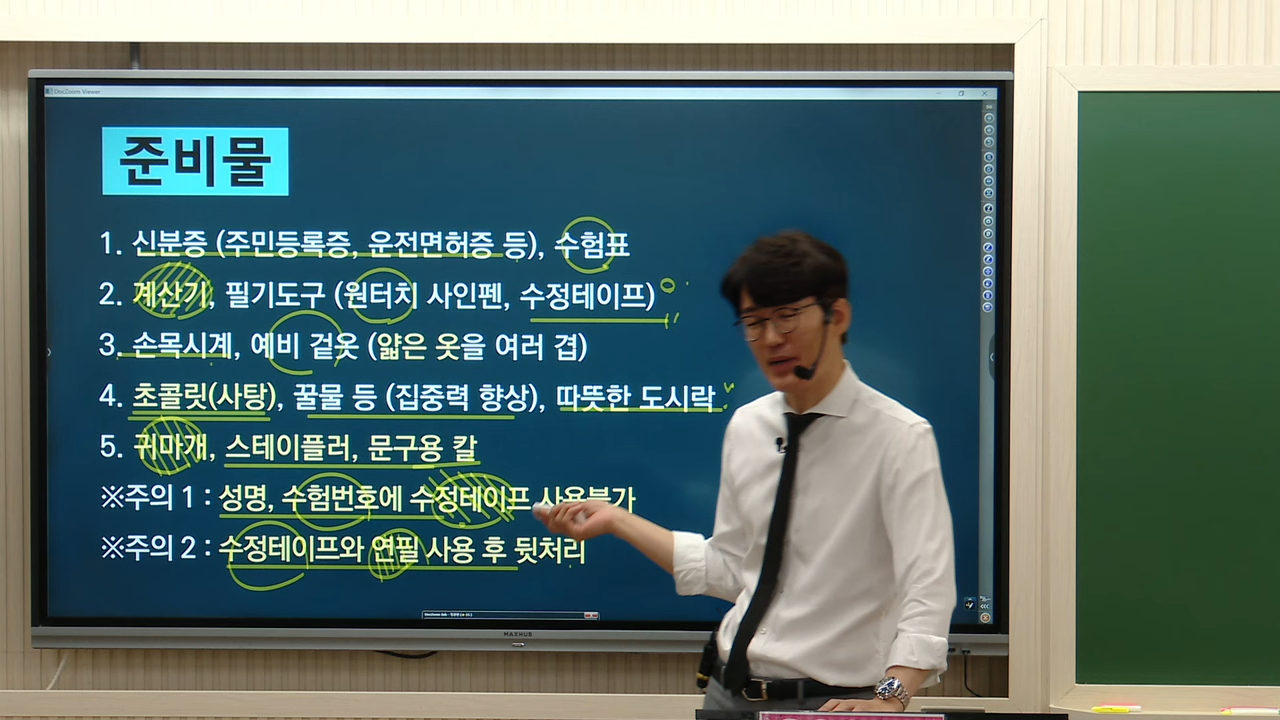 DocZoom Viewer
준비물
1. 신분증 (주민등록증, 운전면허증 등), 수험표
2. 계산기, 필기도구 (원터치 사인펜, 수정테이프)
3. 손목시계, 예비 겉옷 (얇은 옷을 여러 겹)
4. 초콜릿(사탕), 꿀물 등 (집중력 향상), 따뜻한 도시락
5. 귀마개, 스테이플러, 문구용 칼
※주의 1 : 성명, 수험번호에 수정테이프 사용불가
※주의 2 : 수정테이프와 연필 사용 후 뒷처리
MAXHUB